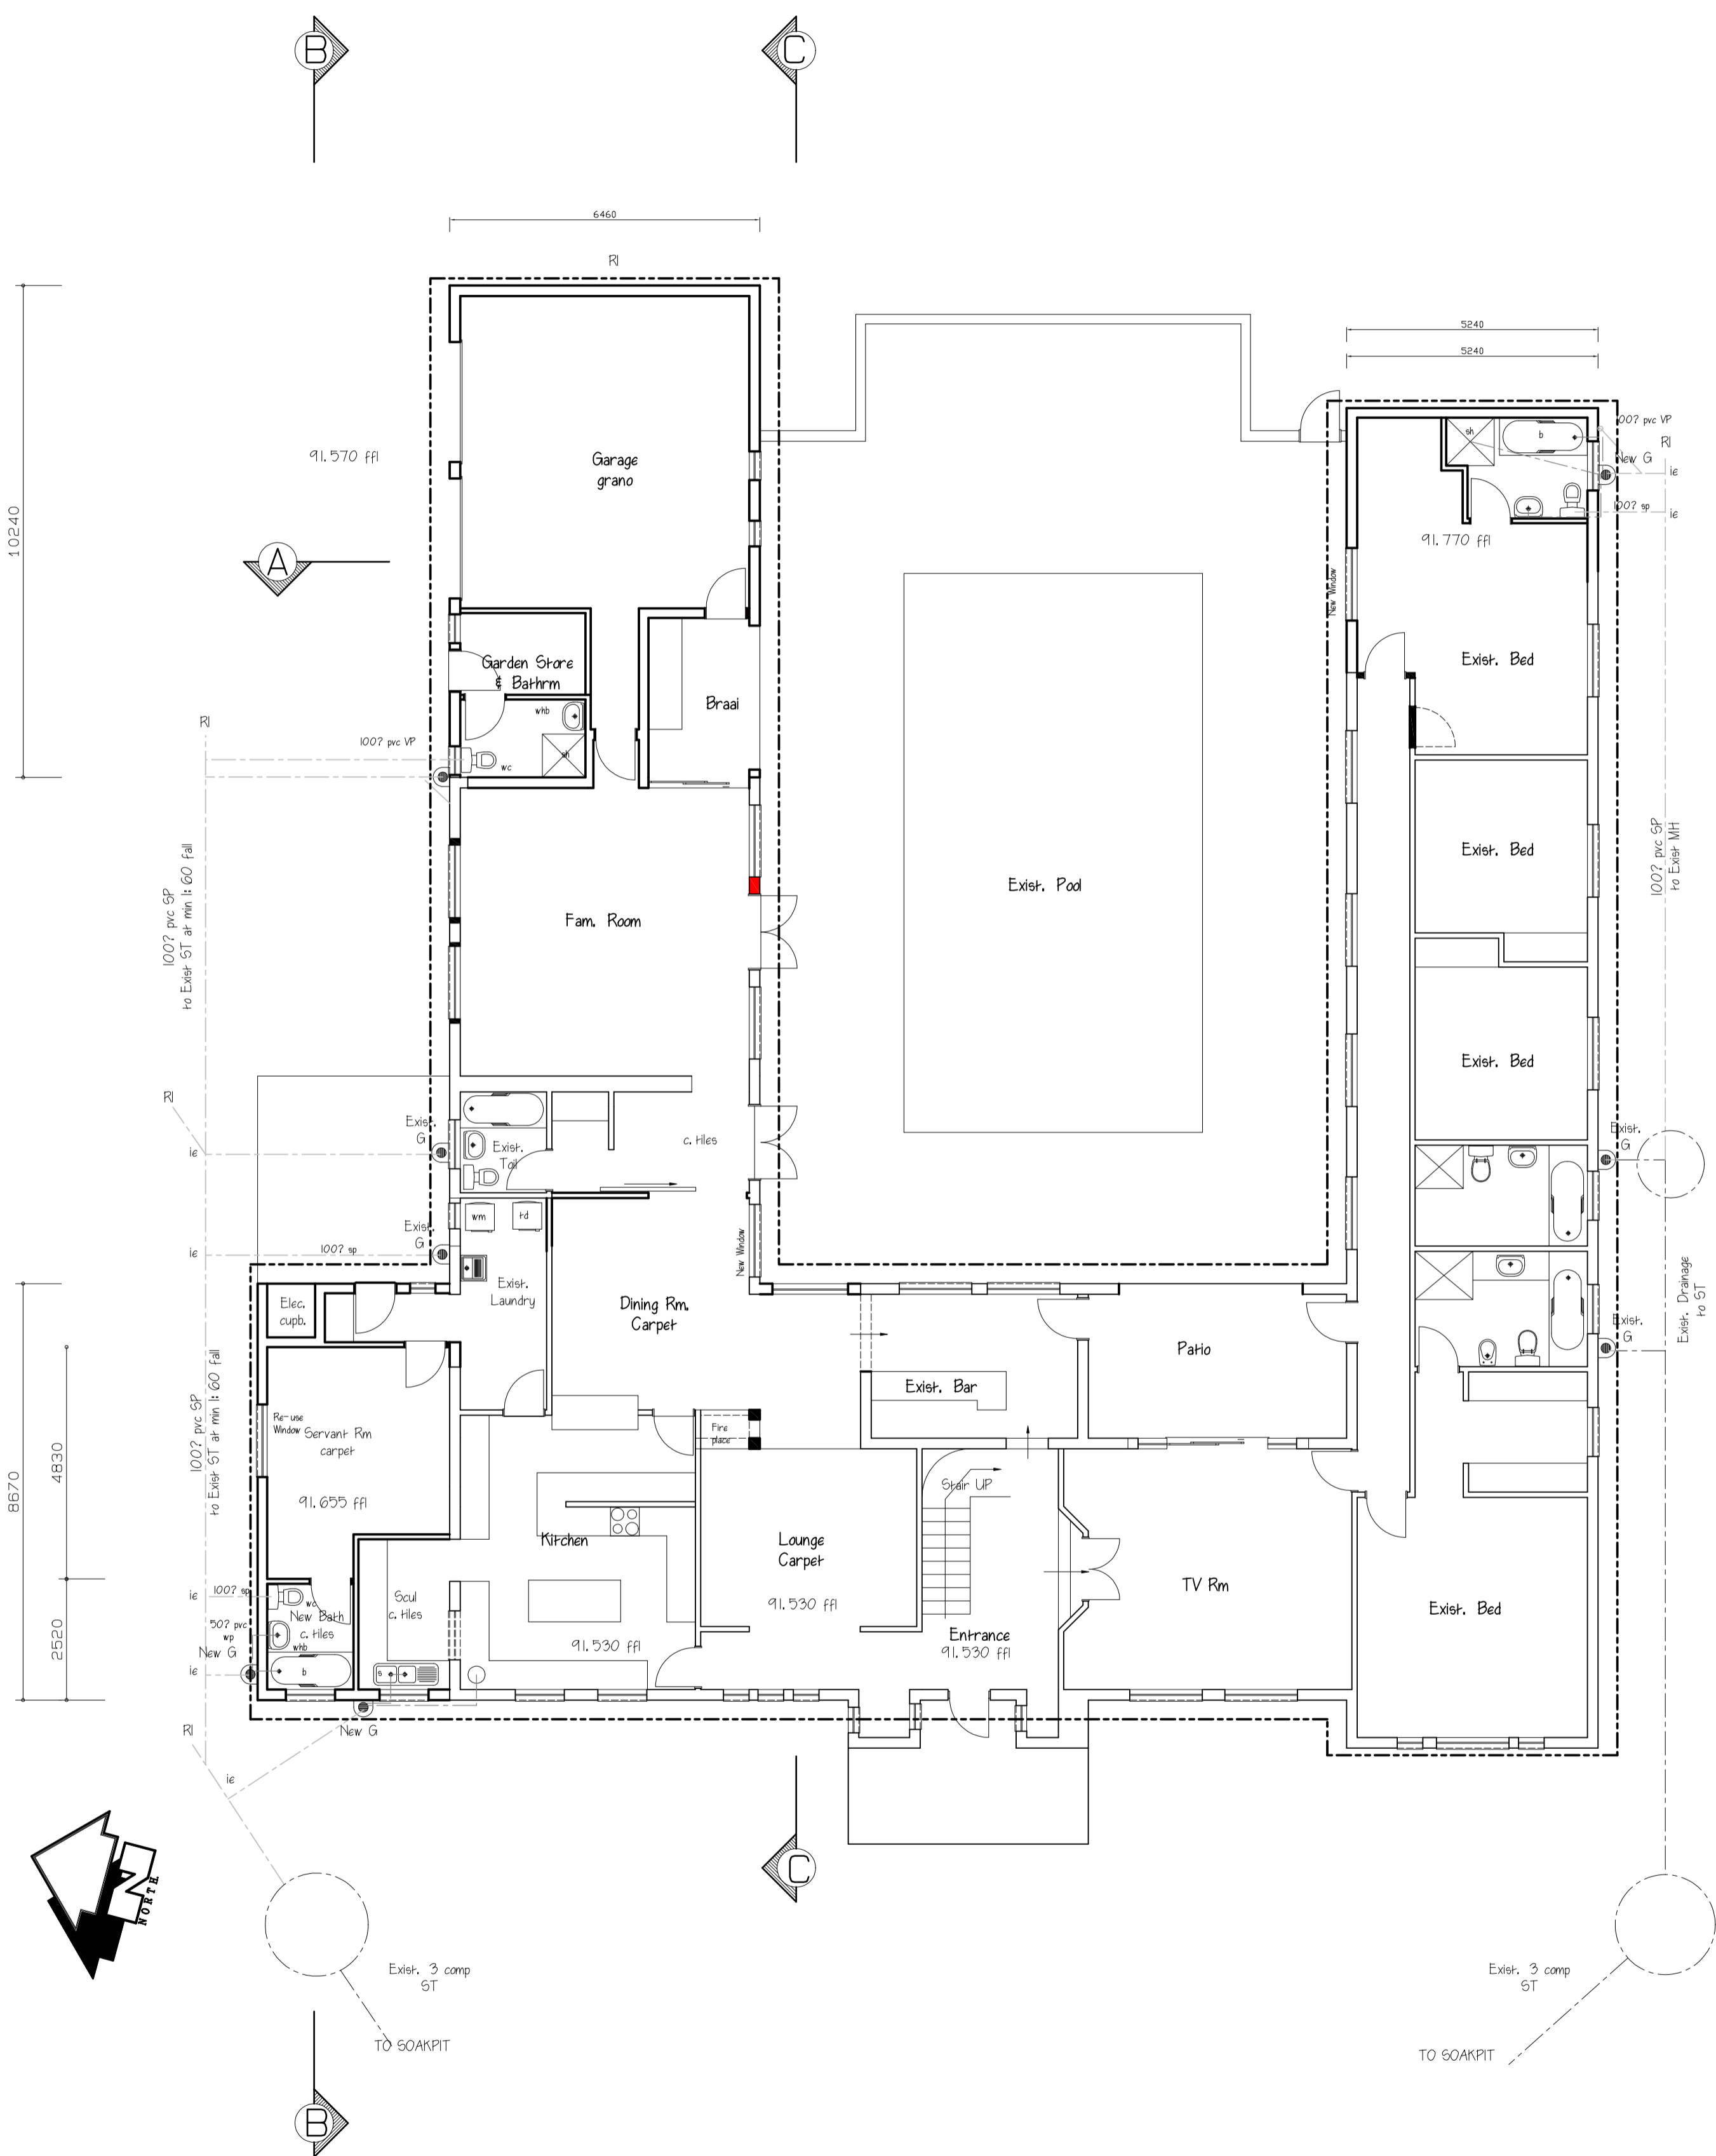 B
C
6460
RI
5240
5240
10240
91.570 ffl
Garage
grano
sh
b
00? pvc VP
RI
New G
ie
100? sp
ie
91.770 ffl
A
New Window
Garden Store
&
Bathrm
Exist. Bed
whb
Braai
RI
100? pvc VP
wc
sh
100? pvc SP
to Exist ST at min 1:60 fall
Exist. Bed
100? pvc SP
to Exist MH
Fam. Room
Exist. Pool
Exist. Bed
RI
Exist.
G
ie
Exist.
Toil
c. tiles
Exist.
G
wm
td
Exist.
G
ie
100? sp
New Window
Exist.
Laundry
Elec.
cupb.
Dining Rm.
Carpet
Exist. Drainage
to ST
Exist.
G
Patio
Exist. Bar
100? pvc SP
to Exist ST at min 1:60 fall
Re-use
Window
Servant Rm
carpet
Fire
place
8670
4830
91.655 ffl
Stair UP
Kitchen
Lounge
Carpet
TV Rm
Exist. Bed
ie
100? sp
wc
New Bath
c. tiles
whb
Scul
c. tiles
91.530 ffl
2520
50? pvc
wp
New G
ie
b
s
91.530 ffl
Entrance
91.530 ffl
RI
New G
ie
C
N
NORTH
Exist. 3 comp
ST
TO SOAKPIT
Exist. 3 comp
ST
TO SOAKPIT
B